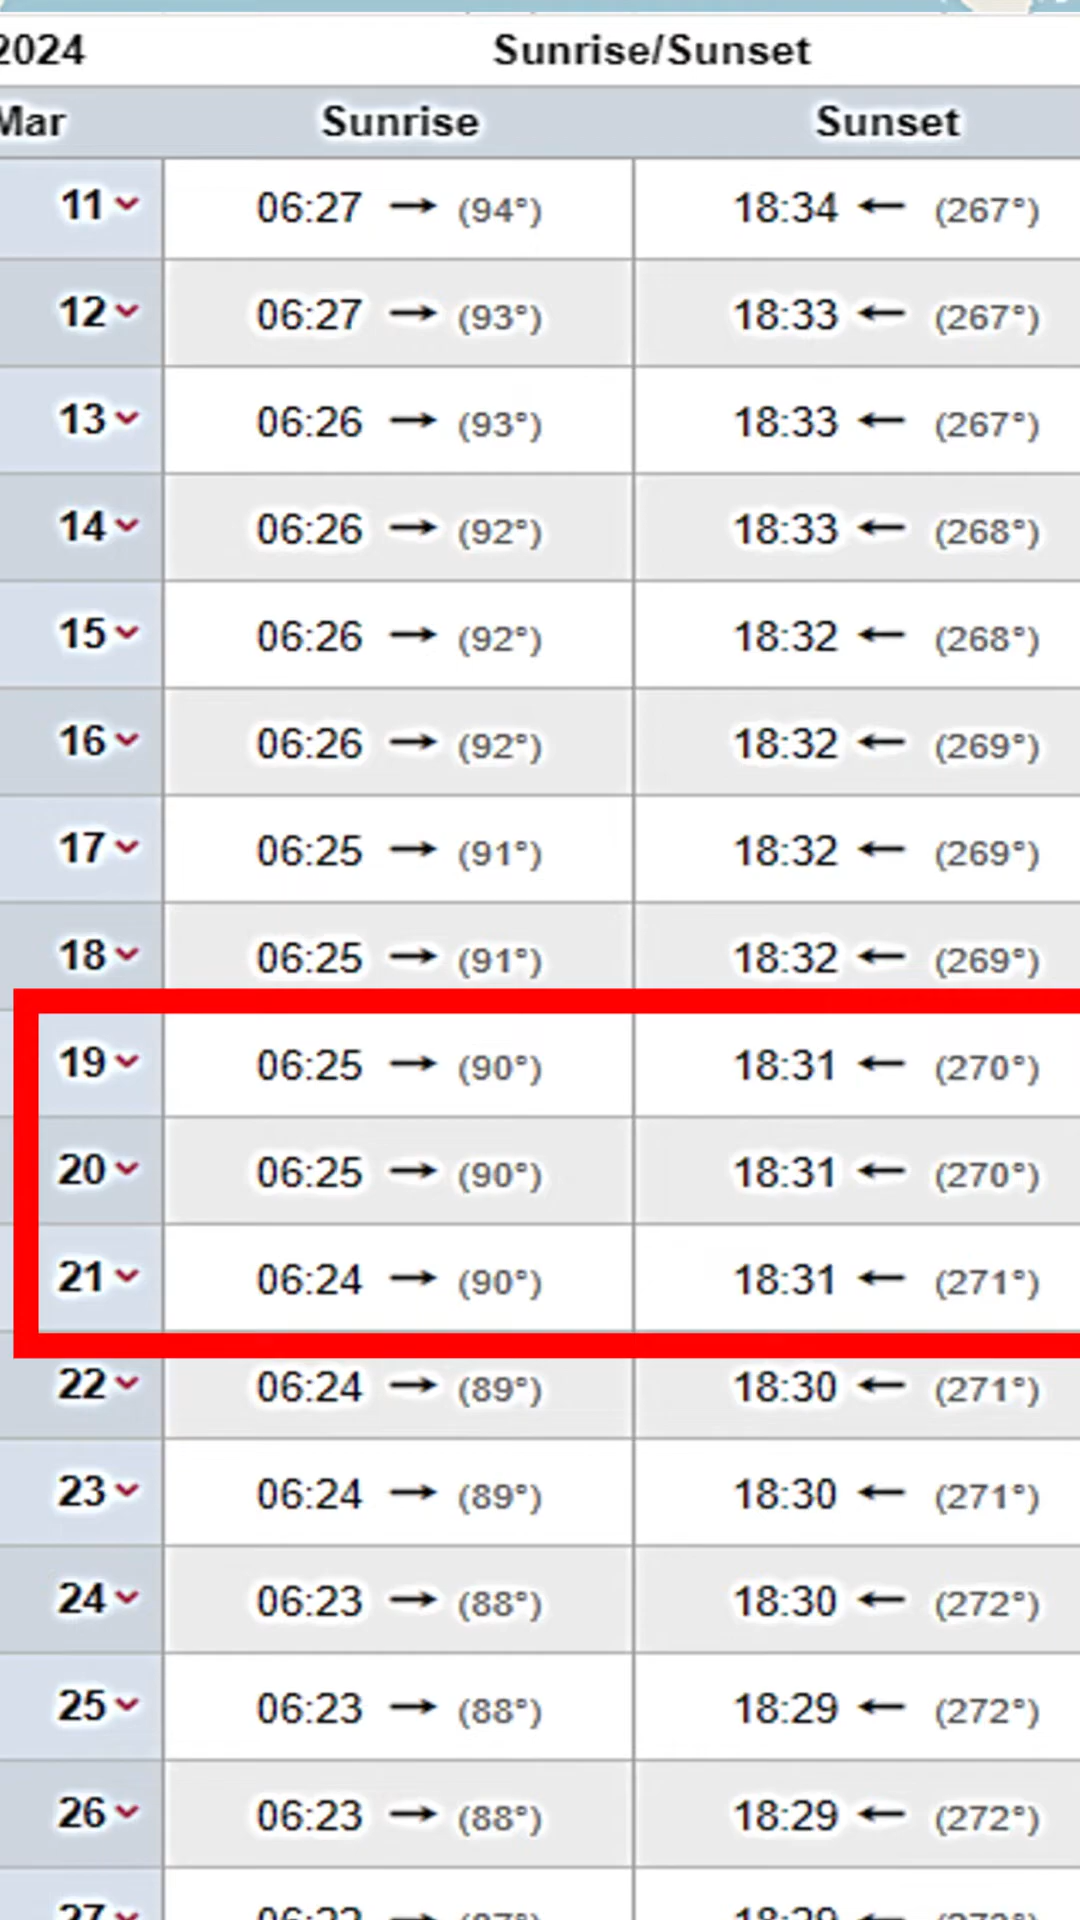 2024 Sunrise/Sunset
Mar Sunrise Sunset
11 06:27 → (94°) 18:34 ← (267°)
12 06:27 → (93°) 18:33 ← (267°)
13 06:26 → (93°) 18:33 ← (267°)
14 06:26 → (92°) 18:33 ← (268°)
15 06:26 → (92°) 18:32 ← (268°)
16 06:26 → (92°) 18:32 ← (269°)
17 06:25 → (91°) 18:32 ← (269°)
18 06:25 → (91°) 18:32 ← (269°)
19 06:25 → (90°) 18:31 ← (270°)
20 06:25 → (90°) 18:31 ← (270°)
21 06:24 → (90°) 18:31 ← (271°)
22 06:24 → (89°) 18:30 ← (271°)
23 06:24 → (89°) 18:30 ← (271°)
24 06:23 → (88°) 18:30 ← (272°)
25 06:23 → (88°) 18:29 ← (272°)
26 06:23 → (88°) 18:29 ← (272°)
27